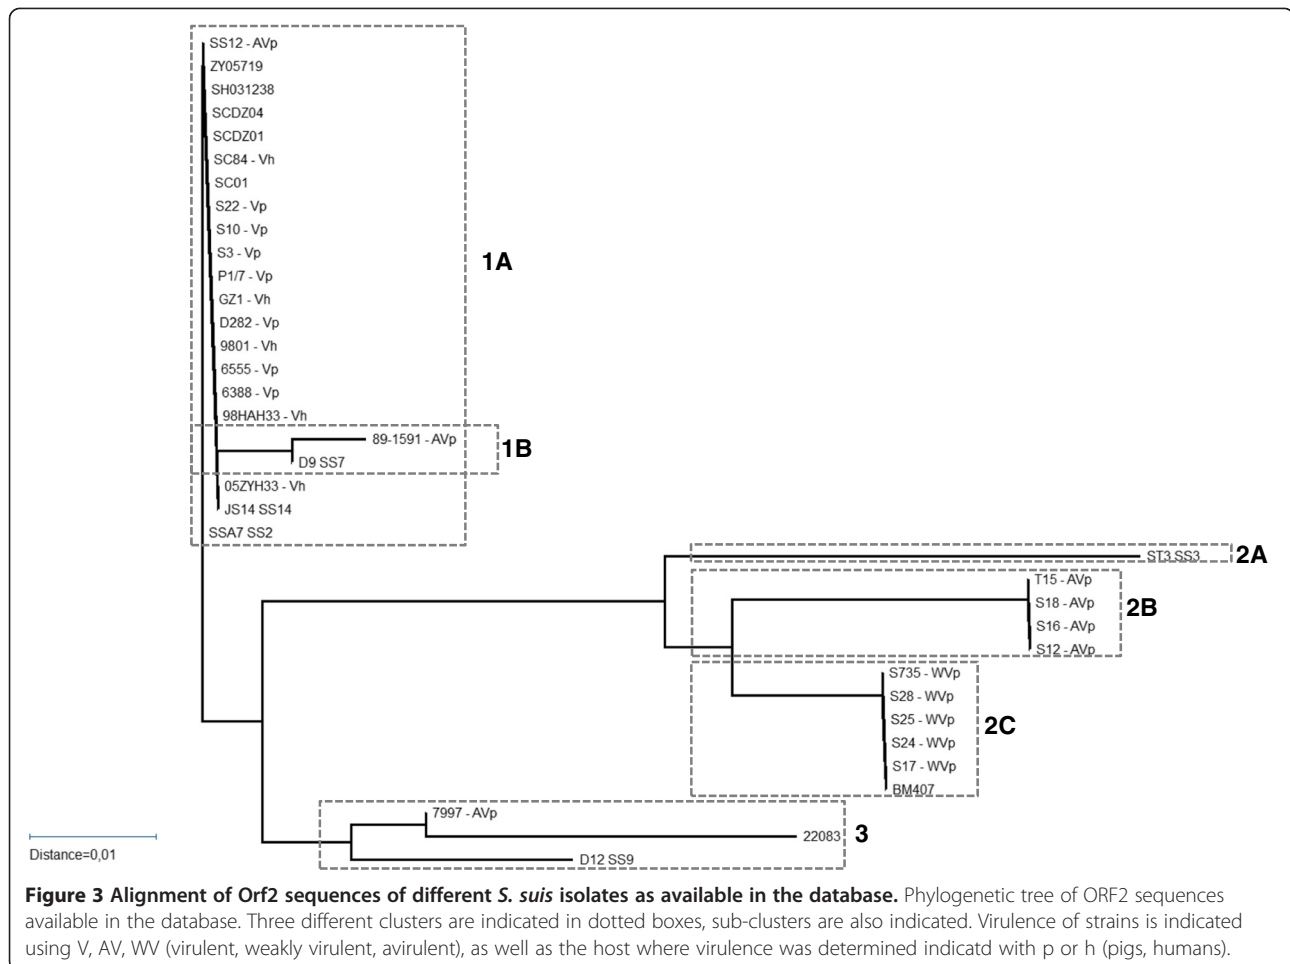 SS12 - AVp
ZY05719
SH031238
SCDZ04
SCDZ01
SC84 - Vh
SC01
S22 - Vp
S10 - Vp
S3 - Vp
1A
P1/7 - Vp
GZ1 - Vh
D282 - Vp
9801 - Vh
6555 - Vp
6388 - Vp
98HAH33 - Vh
89-1591 - AVp
1B
D9 SS7
05ZYH33 - Vh
JS14 SS14
SSA7 SS2
ST3 SS3
2A
T15 - AVp
S18 - AVp
2B
S16 - AVp
S12 - AVp
S735 - WVp
S28 - WVp
S25 - WVp
2C
S24 - WVp
S17 - WVp
BM407
7997 - AVp
22083
3
D12 SS9
Distance=0,01
Figure 3 Alignment of Orf2 sequences of different S. suis isolates as available in the database. Phylogenetic tree of ORF2 sequences
available in the database. Three different clusters are indicated in dotted boxes, sub-clusters are also indicated. Virulence of strains is indicated
using V, AV, WV (virulent, weakly virulent, avirulent), as well as the host where virulence was determined indicatd with p or h (pigs, humans).